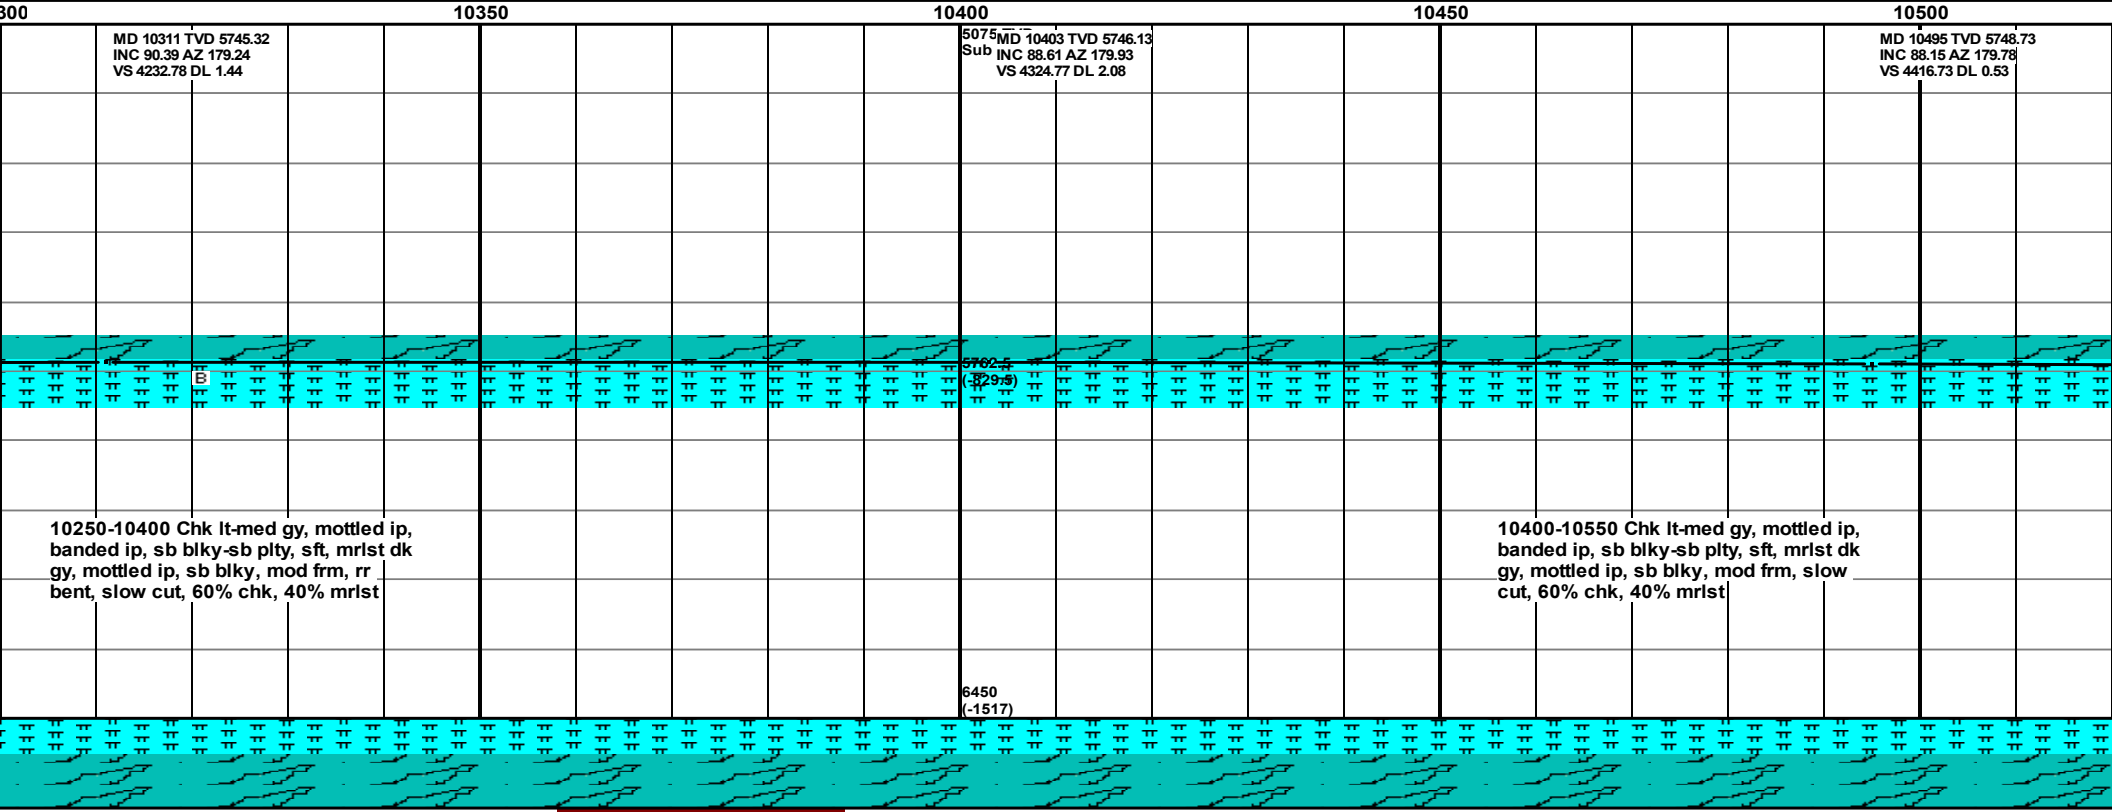 300 10350 10400 10450 10500
MD 10311 TVD 5745.32
INC 90.39 AZ 179.24
VS 4232.78 DL 1.44
5075
Sub
MD 10403 TVD 5746.13
INC 88.61 AZ 179.93
VS 4324.77 DL 2.08
MD 10495 TVD 5748.73
INC 88.15 AZ 179.78
VS 4416.73 DL 0.53
B
5762.5
(-829.5)
10250-10400 Chk lt-med gy, mottled ip,
banded ip, sb blky-sb plty, sft, mrlst dk
gy, mottled ip, sb blky, mod frm, rr
bent, slow cut, 60% chk, 40% mrlst
10400-10550 Chk lt-med gy, mottled ip,
banded ip, sb blky-sb plty, sft, mrlst dk
gy, mottled ip, sb blky, mod frm, slow
cut, 60% chk, 40% mrlst
6450
(-1517)